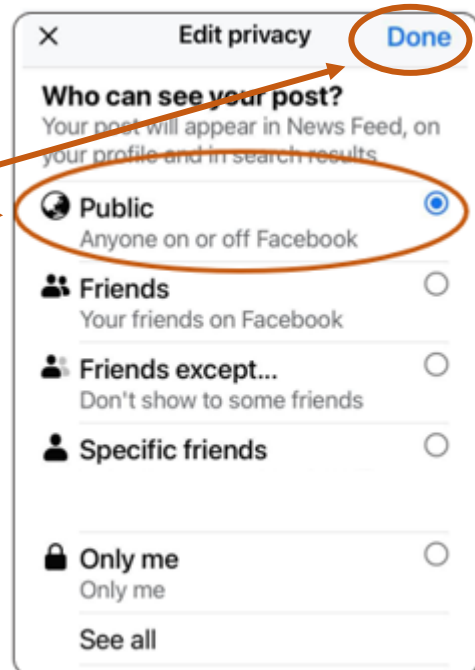 Edit privacy Done
Who can see your post?
Your post will appear in News Feed, on
your profile and in search results
Public
Anyone on or off Facebook
Friends
Your friends on Facebook
Friends except...
Don't show to some friends
Specific friends
Only me
Only me
See all